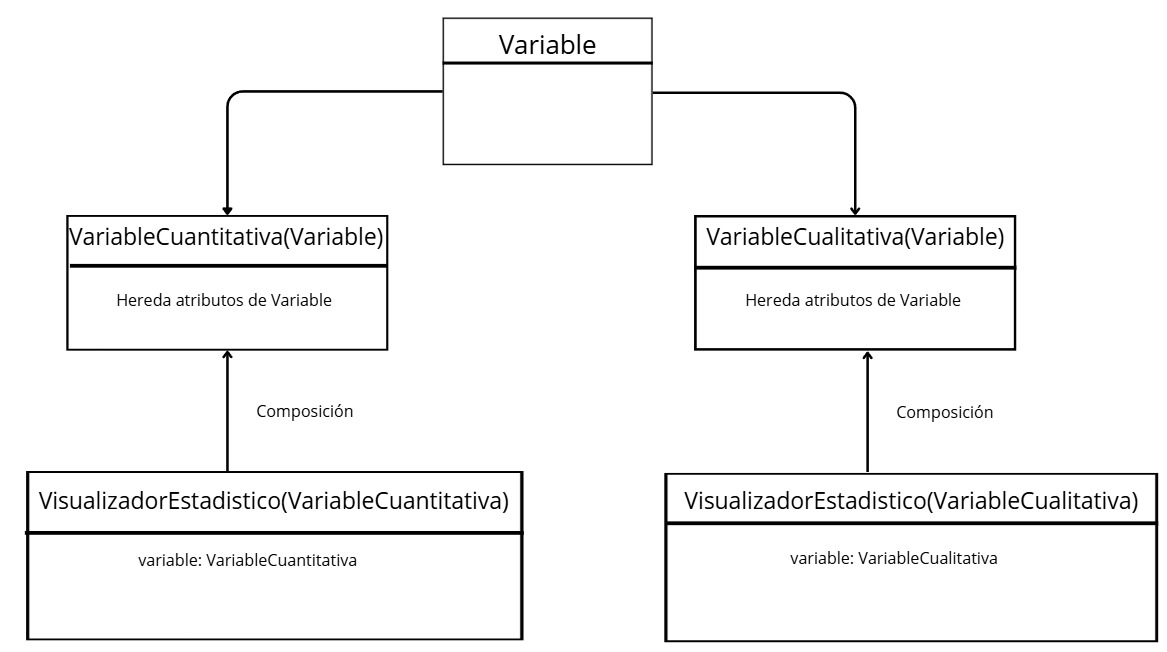 Variable
VariableCuantitativa(Variable)
Hereda atributos de Variable
VariableCualitativa(Variable)
Hereda atributos de Variable
Composición
Composición
VisualizadorEstadistico(VariableCuantitativa)
variable: VariableCuantitativa
VisualizadorEstadistico(VariableCualitativa)
variable: VariableCualitativa